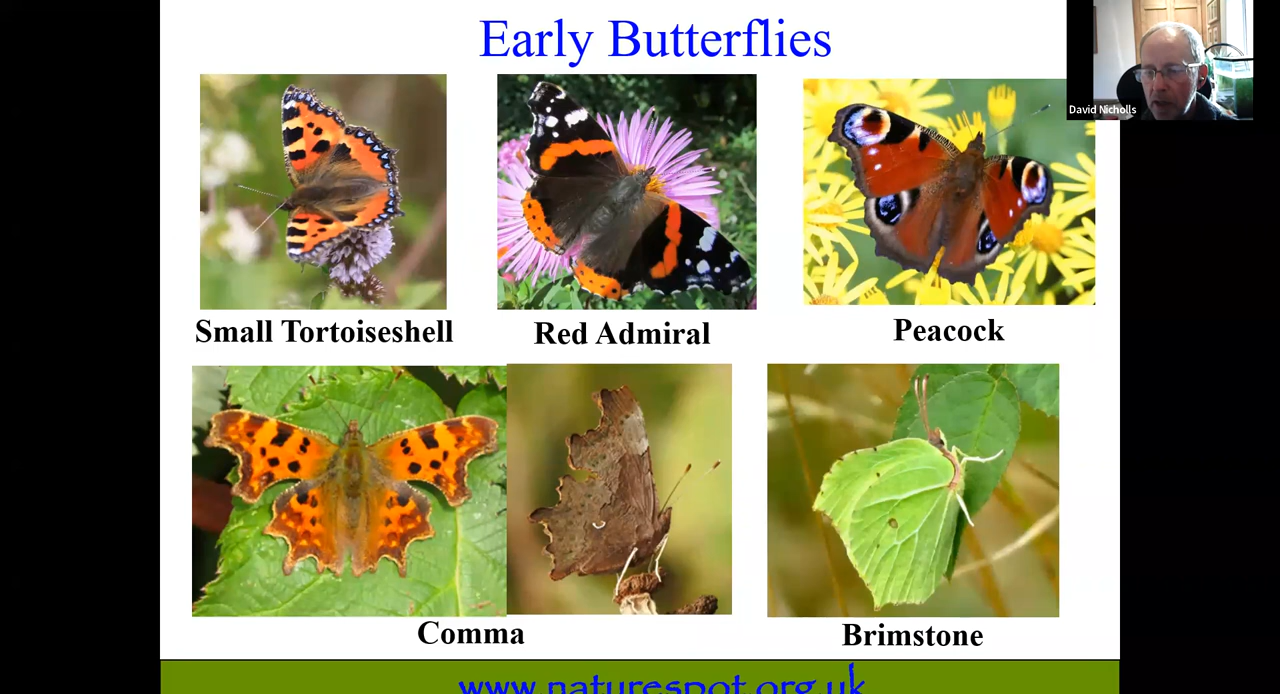 Early Butterflies
David Nicholls
Small Tortoiseshell
Red Admiral
Peacock
Comma
Brimstone
www.naturespot.org.uk